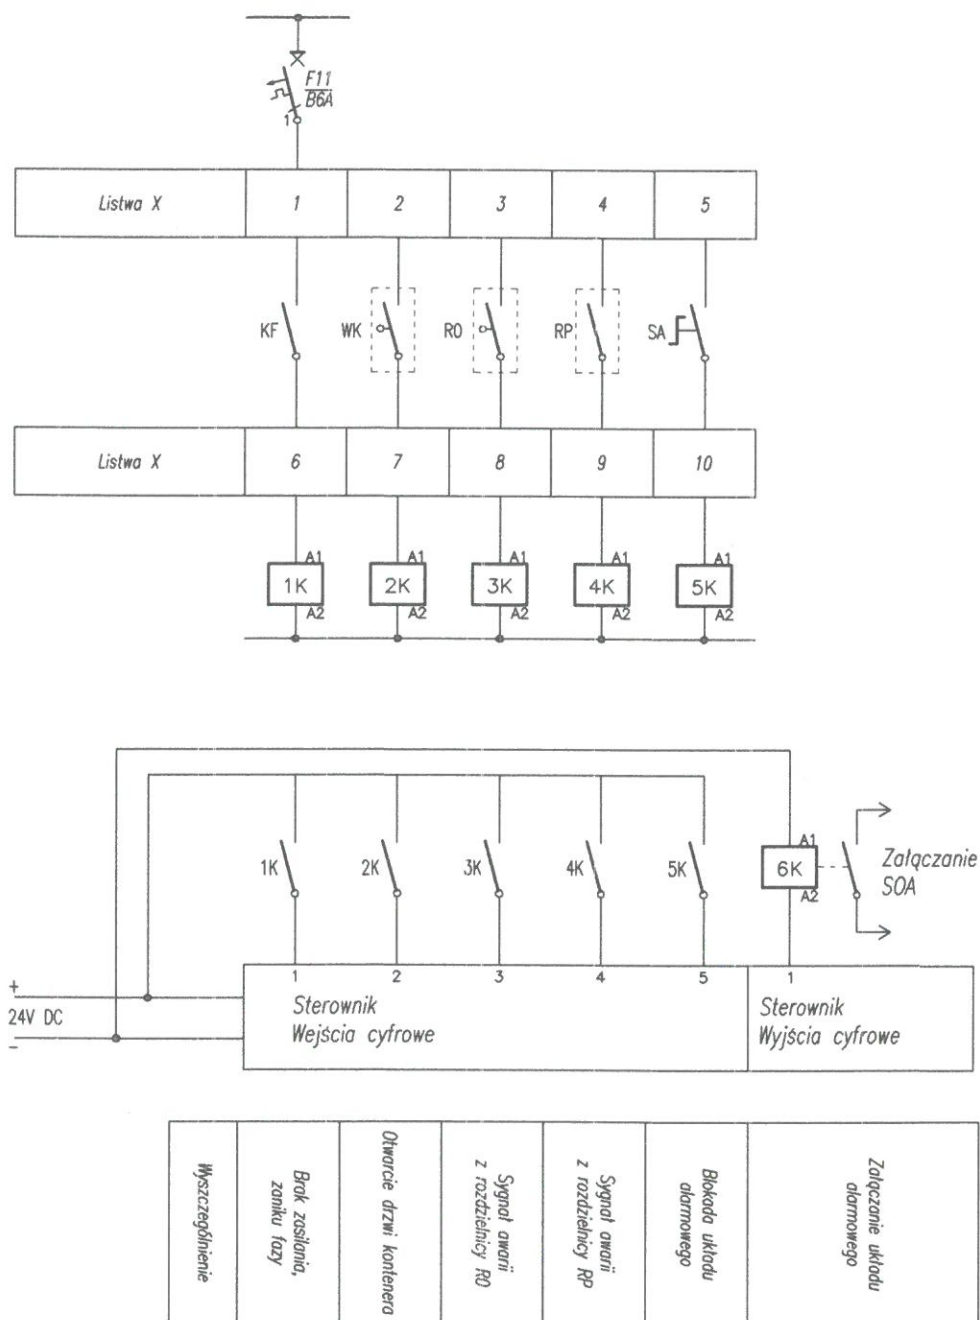 F11
B6A
1
Listwa X 1 2 3 4 5
KF WK RO RP SA
Listwa X 6 7 8 9 10
A1 A1 A1 A1 A1
1K 2K 3K 4K 5K
A2 A2 A2 A2 A2
1K 2K 3K 4K 5K
A1
6K
A2
Załączanie
SOA
1 2 3 4 5 1
+
24V DC
-
Sterownik
Wejścia cyfrowe
Sterownik
Wyjścia cyfrowe
Wyszczególnienie
Brak zasilania,
zaniku fazy
Otwarcie drzwi kontenera
Sygnał awarii
z rozdzielnicy RO
Sygnał awarii
z rozdzielnicy RP
Blokada układu
alarmowego
Załączanie układu
alarmowego